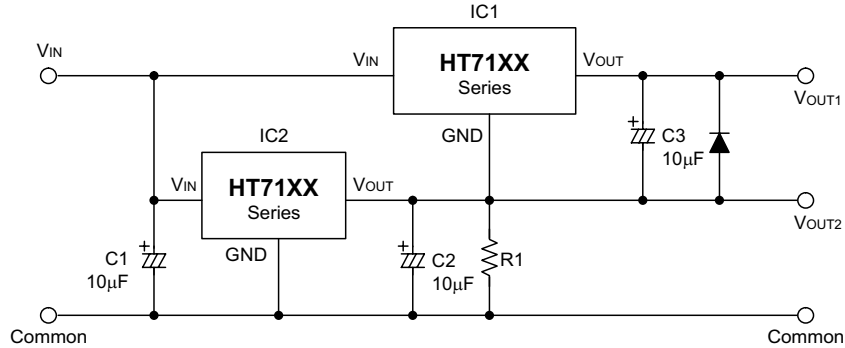 IC1
VIN
VIN
HT71XX
VOUT
Series
VOUT1
GND
C3
10μF
IC2
VIN
HT71XX
VOUT
Series
VOUT2
GND
C1
10μF
C2
10μF
R1
Common
Common